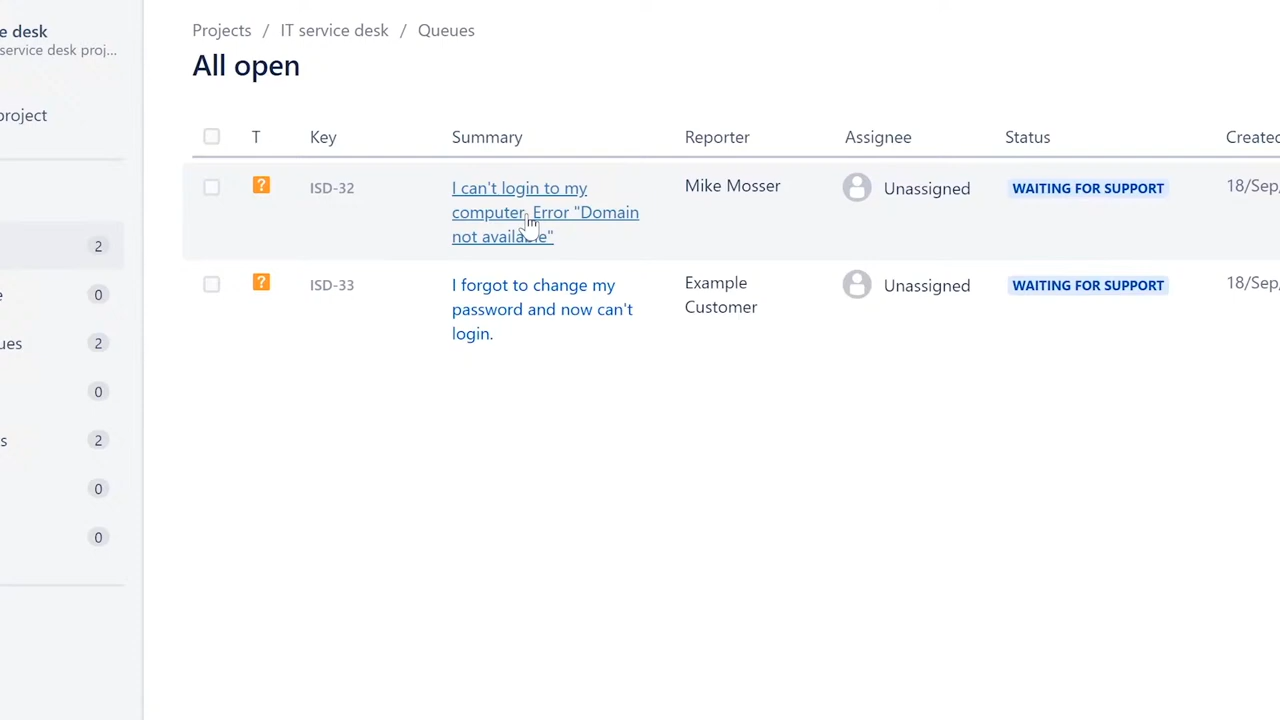 e desk
service desk proj...
project
2
e 0
ues 2
0
s 2
0
0
Projects / IT service desk / Queues
All open
T Key Summary Reporter Assignee Status Created
? ISD-32 I can't login to my Mike Mosser Unassigned WAITING FOR SUPPORT 18/Sep/
computer. Error "Domain
not available"
? ISD-33 I forgot to change my Example Unassigned WAITING FOR SUPPORT 18/Sep/
password and now can't Customer
login.